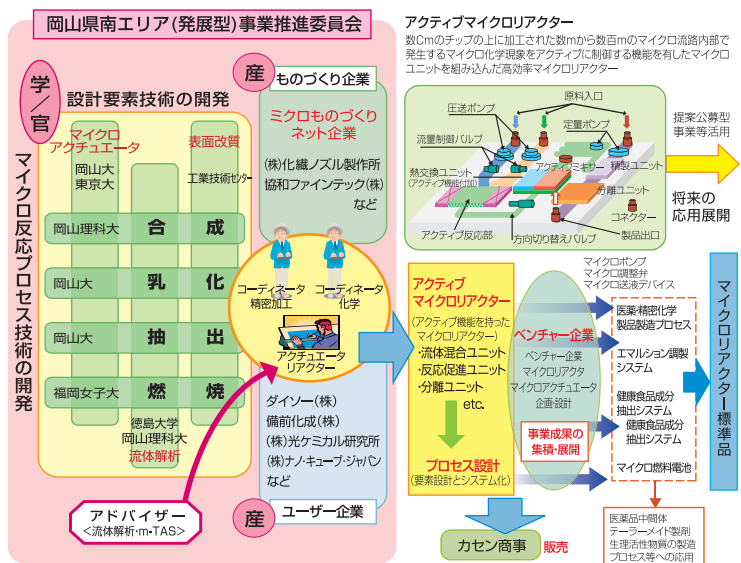 岡山県南エリア(発展型)事業推進委員会
学／官
設計要素技術の開発
マイクロ反応プロセス技術の開発
マイクロ
アクチュエータ
岡山大
東京大
表面改質
工業技術センター
岡山理科大
合
成
岡山大
乳
化
岡山大
抽
出
福岡女子大
燃
焼
徳島大学
岡山理科大
流体解析
アドバイザー
<流体解析・m-TAS>
産
ものづくり企業
ミクロものづくり
ネット企業
(株)化繊ノズル製作所
協和ファインテック(株)
など
コーディネータ
精密加工
コーディネータ
化学
アクチュエータ
リアクター
ダイソー(株)
備前化成(株)
(株)光ケミカル研究所
(株)ナノ・キューブ・ジャパン
など
産
ユーザー企業
アクティブマイクロリアクター
数Cmのチップの上に加工された数mから数百mのマイクロ流路内部で
発生するマイクロ化学現象をアクティブに制御する機能を有したマイクロ
ユニットを組み込んだ高効率マイクロリアクター
原料入口
圧送ポンプ
定量ポンプ
流量制御バルブ
熱交換ユニット
(アクティブ機能付加)
アクティブミキサー
精製ユニット
分離ユニット
コネクター
アクティブ反応部
方向切り替えバルブ
製品出口
提案公募型
事業等活用
将来の
応用展開
アクティブ
マイクロリアクター
(アクティブ機能を持った
マイクロリアクター)
・流体混合ユニット
・反応促進ユニット
・分離ユニット
etc.
プロセス設計
(要素設計とシステム化)
カセン商事
販売
ベンチャー企業
ベンチャー企業
マイクロリアクタ
マイクロアクチュエータ
企画・設計
事業成果の
集積・展開
マイクロポンプ
マイクロ調整弁
マイクロ送液デバイス
医薬・精密化学
製品製造プロセス
エマルション調製
システム
健康食品成分
抽出システム
健康食品成分
抽出システム
マイクロ燃料電池
医薬品中間体
テーラーメイド製剤
生理活性物質の製造
プロセス等への応用
マイクロリアクター標準品